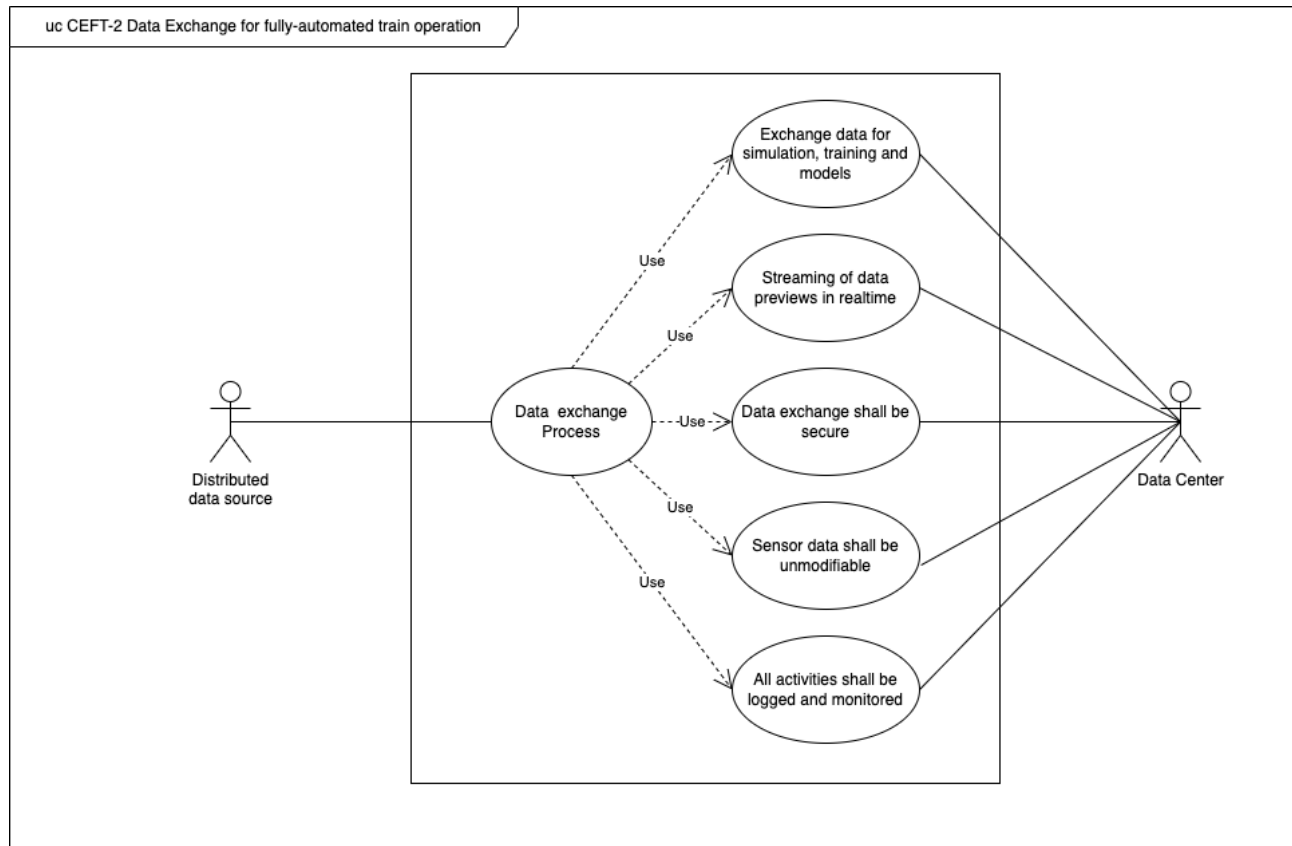 uc CEFT-2 Data Exchange for fully-automated train operation
Exchange data for
simulation, training and
models
Use
Streaming of data
previews in realtime
Use
Data exchange
Process
Use
Data exchange shall be
secure
Distributed
data source
Data Center
Use
Sensor data shall be
unmodifiable
Use
All activities shall be
logged and monitored